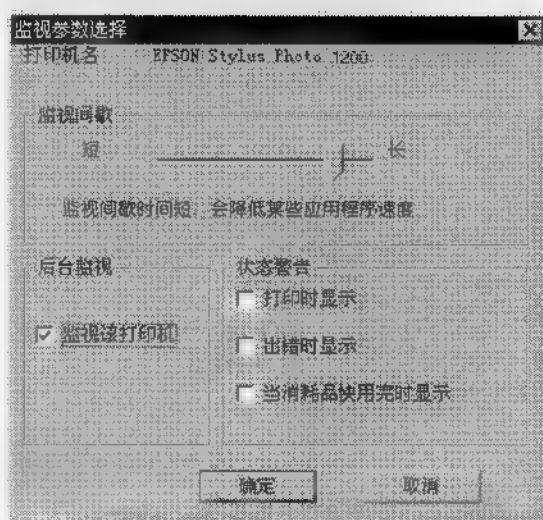 监视参数选择
打印机名 EPSON Stylus Photo 1200
监视间歇
短 长
监视间歇时间短，会降低某些应用程序速度
后台监视
监视该打印机
状态警告
打印时显示
出错时显示
当消耗品快用完时显示
确定 取消